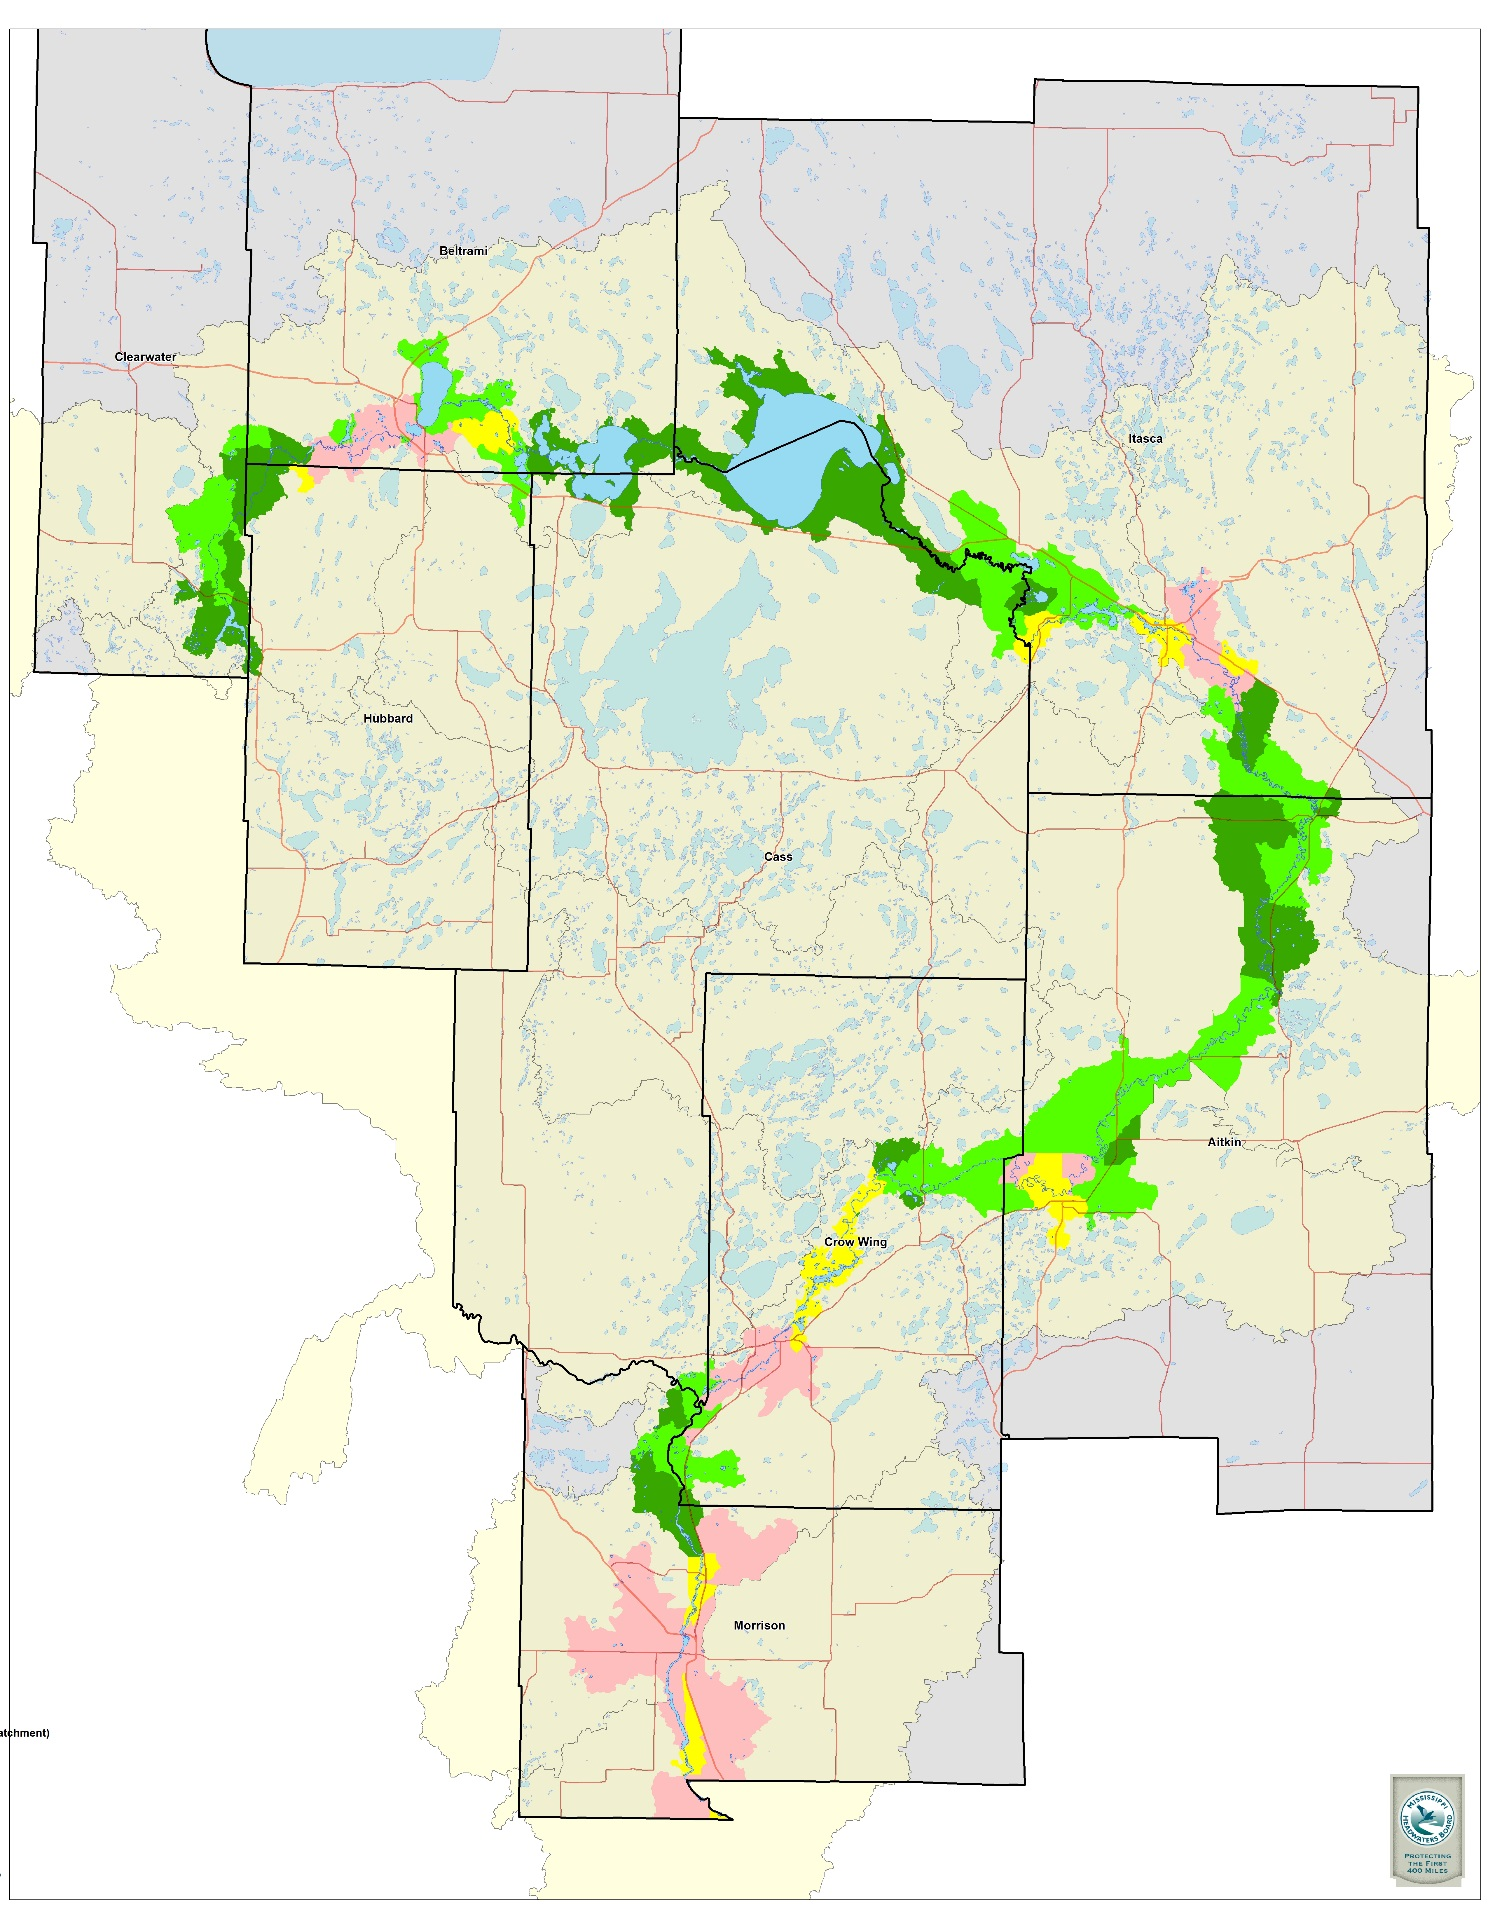 Beltrami
Clearwater
Itasca
Hubbard
Cass
Aitkin
Crow Wing
Morrison
atchment)
MISSISSIPPI
HEADWATERS BOARD
PROTECTING
THE FIRST
400 MILES